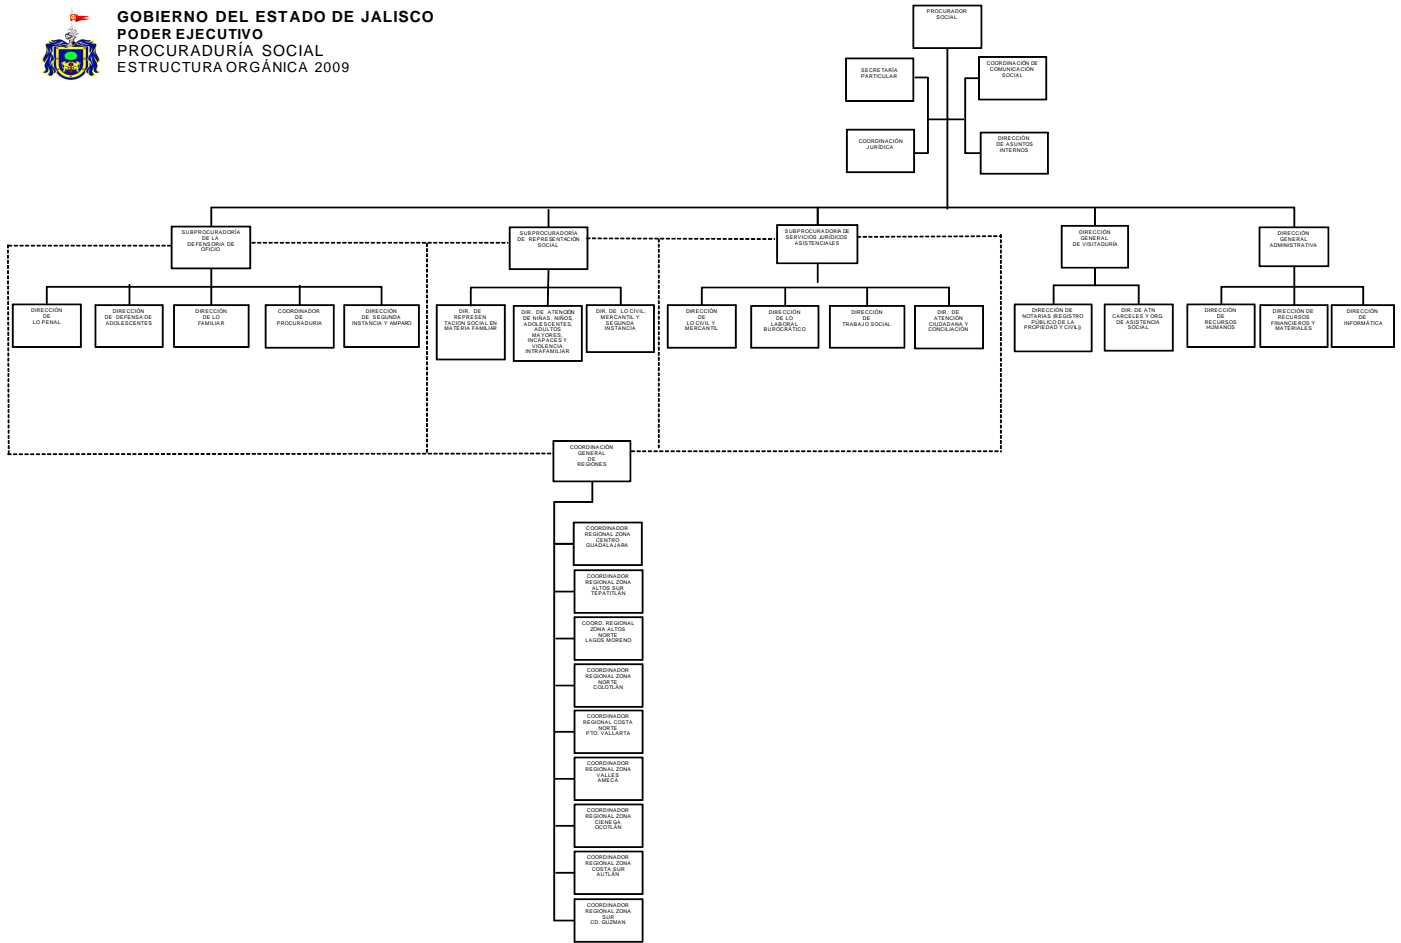 GOBIERNO DEL ESTADO DE JALISCO
PODER EJECUTIVO
PROCURADURÍA SOCIAL
ESTRUCTURA ORGÁNICA 2009
PROCURADOR
SOCIAL
SECRETARÍA
PARTICULAR
COORDINACIÓN DE
COMUNICACIÓN
SOCIAL
COORDINACIÓN
JURÍDICA
DIRECCIÓN
DE ASUNTOS
INTERNOS
SUBPROCURADORÍA
DE LA
DEFENSORIA DE
OFICIO
SUBPROCURADORÍA
DE REPRESENTACIÓN
SOCIAL
SUBPROCURADORÍA DE
SERVICIOS JURÍDICOS
ASISTENCIALES
DIRECCIÓN
GENERAL
DE VISITADURÍA
DIRECCIÓN
GENERAL
ADMINISTRATIVA
DIRECCIÓN
DE
LO PENAL
DIRECCIÓN
DE DEFENSA DE
ADOLESCENTES
DIRECCIÓN
DE LO
FAMILIAR
COORDINADOR
DE
PROCURADURIA
DIRECCIÓN
DE SEGUNDA
INSTANCIA Y AMPARO
DIR. DE
REPRESEN
TACIÓN SOCIAL EN
MATERIA FAMILIAR
DIR. DE ATENCIÓN
DE NIÑAS, NIÑOS,
ADOLESCENTES,
ADULTOS
MAYORES,
INCAPACES Y
VIOLENCIA
INTRAFAMILIAR
DIR. DE LO CIVIL,
MERCANTIL Y
SEGUNDA
INSTANCIA
DIRECCIÓN
DE
LO CIVIL Y
MERCANTIL
DIRECCIÓN
DE LO
LABORAL
BUROCRÁTICO
DIRECCIÓN
DE
TRABAJO SOCIAL
DIR. DE
ATENCIÓN
CIUDADANA Y
CONCILIACIÓN
DIRECCIÓN DE
NOTARIAS (REGISTRO
PÚBLICO DE LA
PROPIEDAD Y CIVIL))
DIR. DE ATN
CARCELES Y ORG.
DE ASISTENCIA
SOCIAL
DIRECCIÓN
DE
RECURSOS
HUMANOS
DIRECCIÓN DE
RECURSOS
FINANCIEROS Y
MATERIALES
DIRECCIÓN
DE
INFORMÁTICA
COORDINACIÓN
GENERAL
DE
REGIONES
COORDINADOR
REGIONAL ZONA
CENTRO
GUADALAJARA
COORDINADOR
REGIONAL ZONA
ALTOS SUR
TEPATITLÁN
COORD. REGIONAL
ZONA ALTOS
NORTE
LAGOS MORENO
COORDINADOR
REGIONAL ZONA
NORTE
COLOTLÁN
COORDINADOR
REGIONAL COSTA
NORTE
PTO. VALLARTA
COORDINADOR
REGIONAL ZONA
VALLES
AMECA
COORDINADOR
REGIONAL ZONA
CIENEGA
OCOTLÁN
COORDINADOR
REGIONAL ZONA
COSTA SUR
AUTLÁN
COORDINADOR
REGIONAL ZONA
SUR
CD. GUZMAN